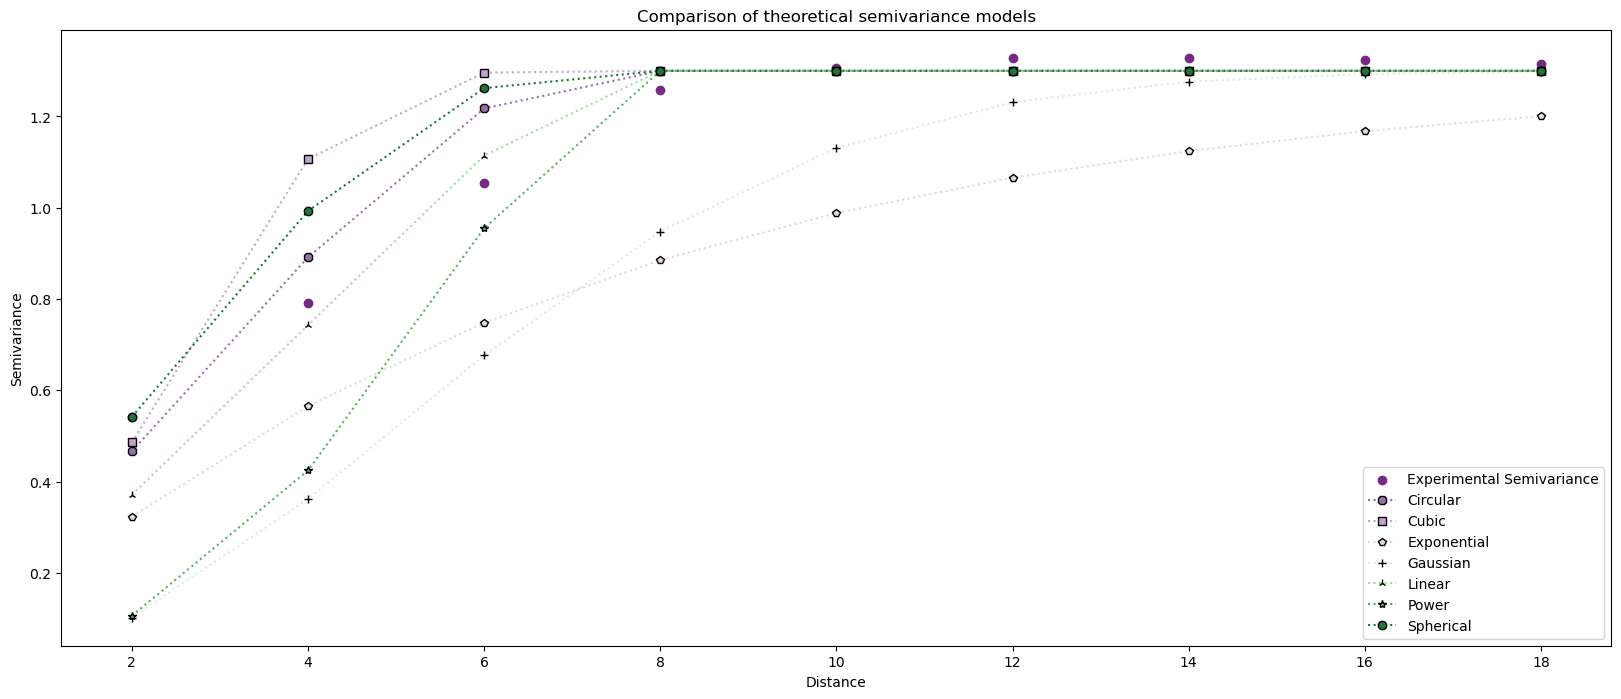 Comparison of theoretical semivariance models
Semivariance
1.2
1.0
0.8
0.6
0.4
0.2
Experimental Semivariance
Circular
Cubic
Exponential
Gaussian
Linear
Power
Spherical
2 4 6 8 10 12 14 16 18
Distance